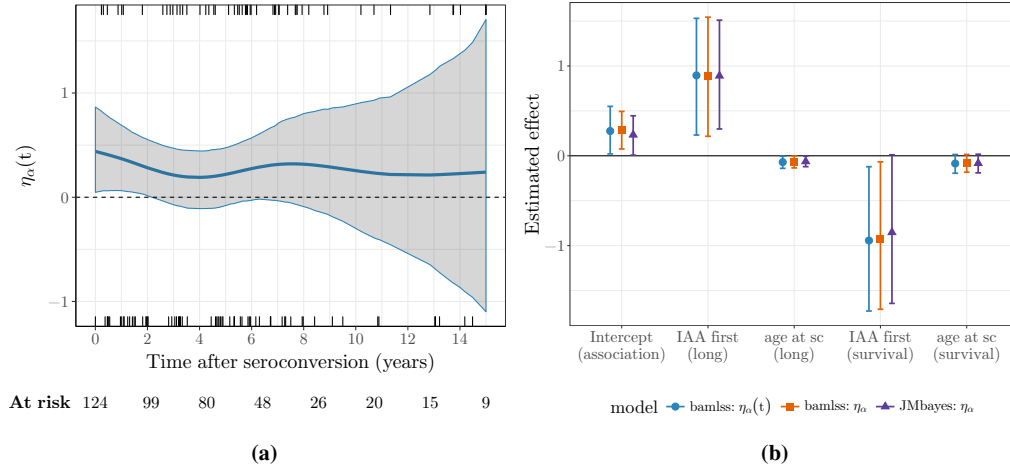 1
0
−1
ηα(t)
0 2 4 6 8 10 12 14
Time after seroconversion (years)
At risk 124 99 80 48 26 20 15 9
(a)
1
0
−1
Estimated effect
Intercept (association)
IAA first (long)
age at sc (long)
IAA first (survival)
age at sc (survival)
model bamlss: ηα(t) bamlss: ηα JMbayes: ηα
(b)